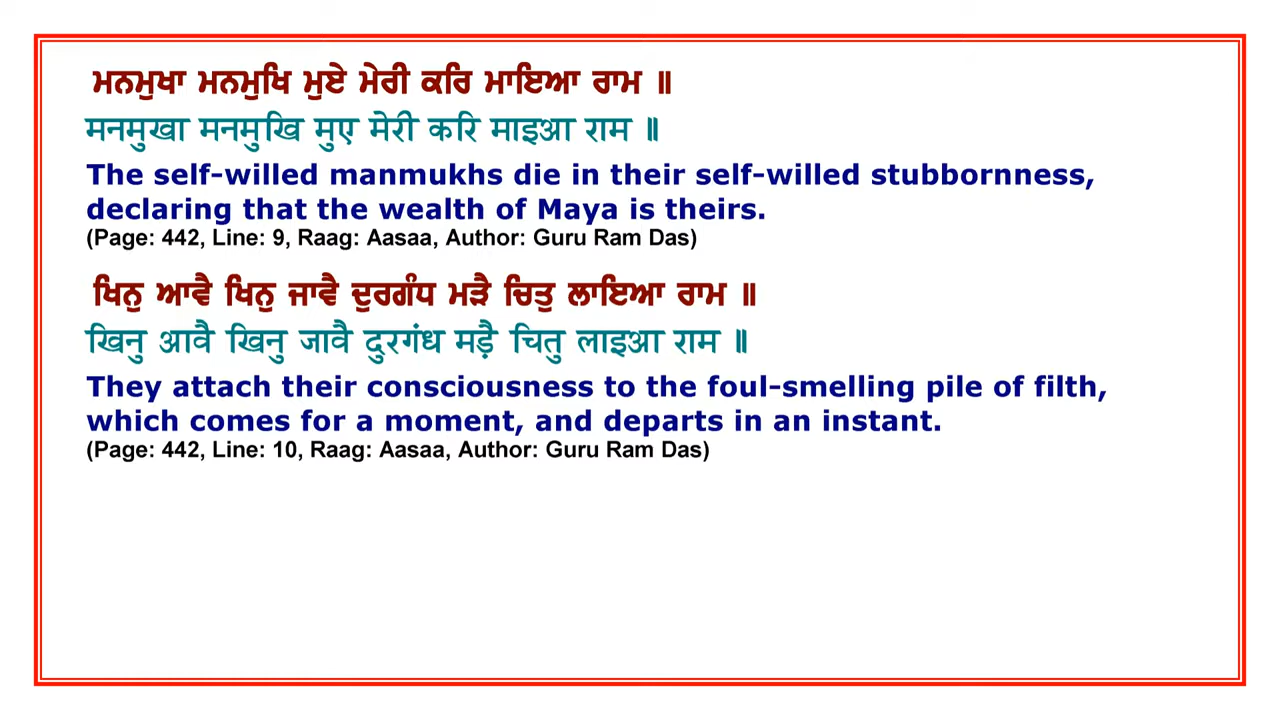 ਮਨਮੁਖਾ ਮਨਮੁਖਿ ਮੁਏ ਮੇਰੀ ਕਰਿ ਮਾਇਆ ਰਾਮ ॥
मनमुखा मनमुखि मुए मेरी करि माइआ राम ॥
The self-willed manmukhs die in their self-willed stubbornness,
declaring that the wealth of Maya is theirs.
(Page: 442, Line: 9, Raag: Aasaa, Author: Guru Ram Das)
ਖਿਨੁ ਆਵੈ ਖਿਨੁ ਜਾਵੈ ਦੁਰਗੰਧ ਮੜੈ ਚਿਤੁ ਲਾਇਆ ਰਾਮ ॥
खिनु आवै खिनु जावै दुरगंध मड़ै चितु लाइआ राम ॥
They attach their consciousness to the foul-smelling pile of filth,
which comes for a moment, and departs in an instant.
(Page: 442, Line: 10, Raag: Aasaa, Author: Guru Ram Das)